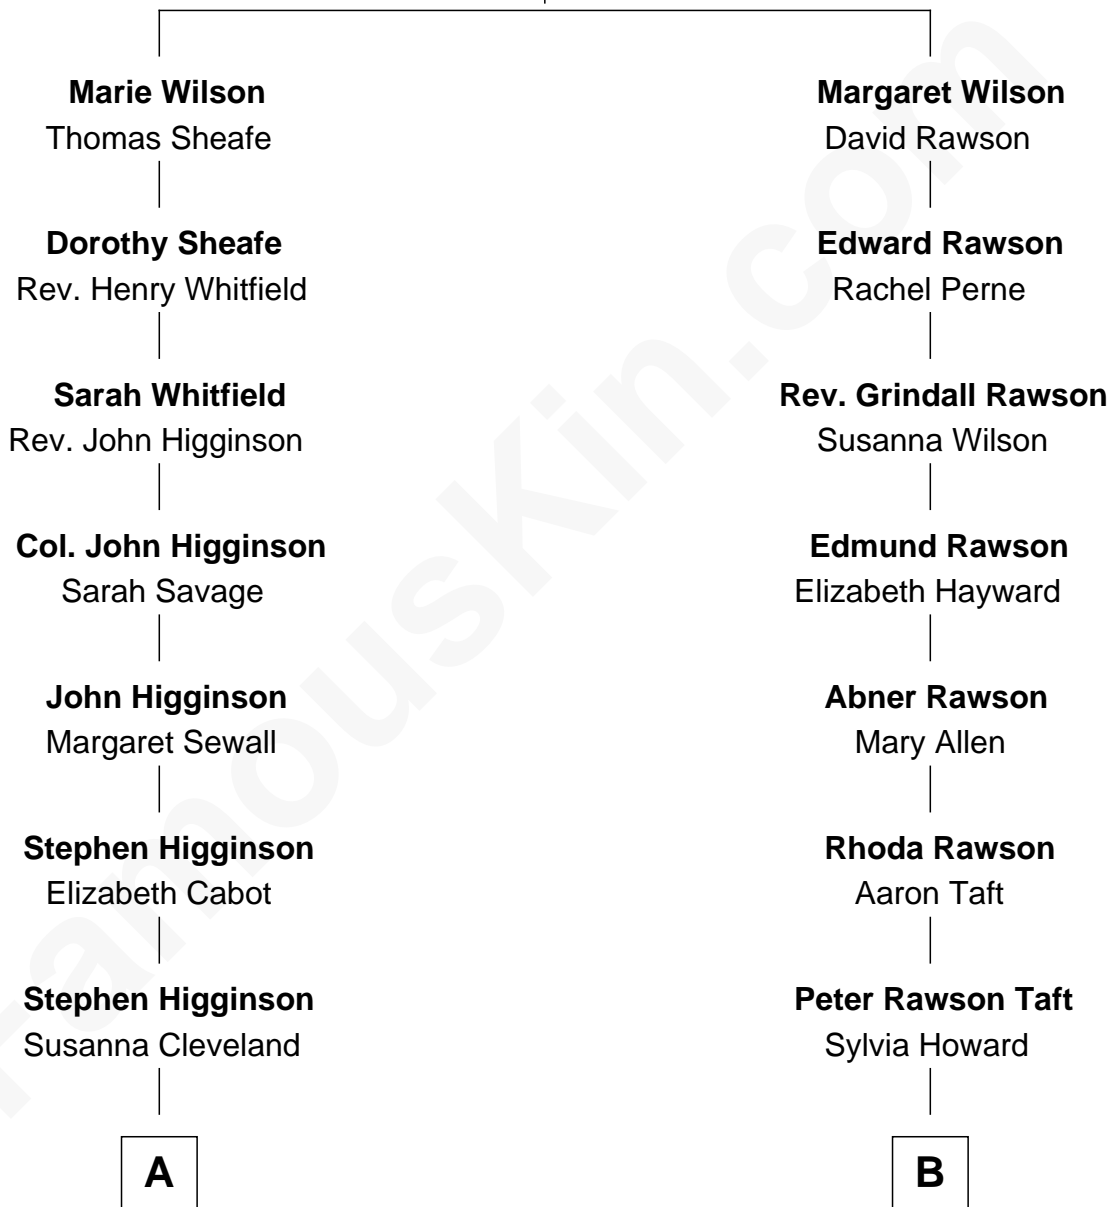 Marie Wilson
Thomas Sheafe
Dorothy Sheafe
Rev. Henry Whitfield
Sarah Whitfield
Rev. John Higginson
Col. John Higginson
Sarah Savage
John Higginson
Margaret Sewall
Stephen Higginson
Elizabeth Cabot
Stephen Higginson
Susanna Cleveland
A
Margaret Wilson
David Rawson
Edward Rawson
Rachel Perne
Rev. Grindall Rawson
Susanna Wilson
Edmund Rawson
Elizabeth Hayward
Abner Rawson
Mary Allen
Rhoda Rawson
Aaron Taft
Peter Rawson Taft
Sylvia Howard
B
FamousKin.com